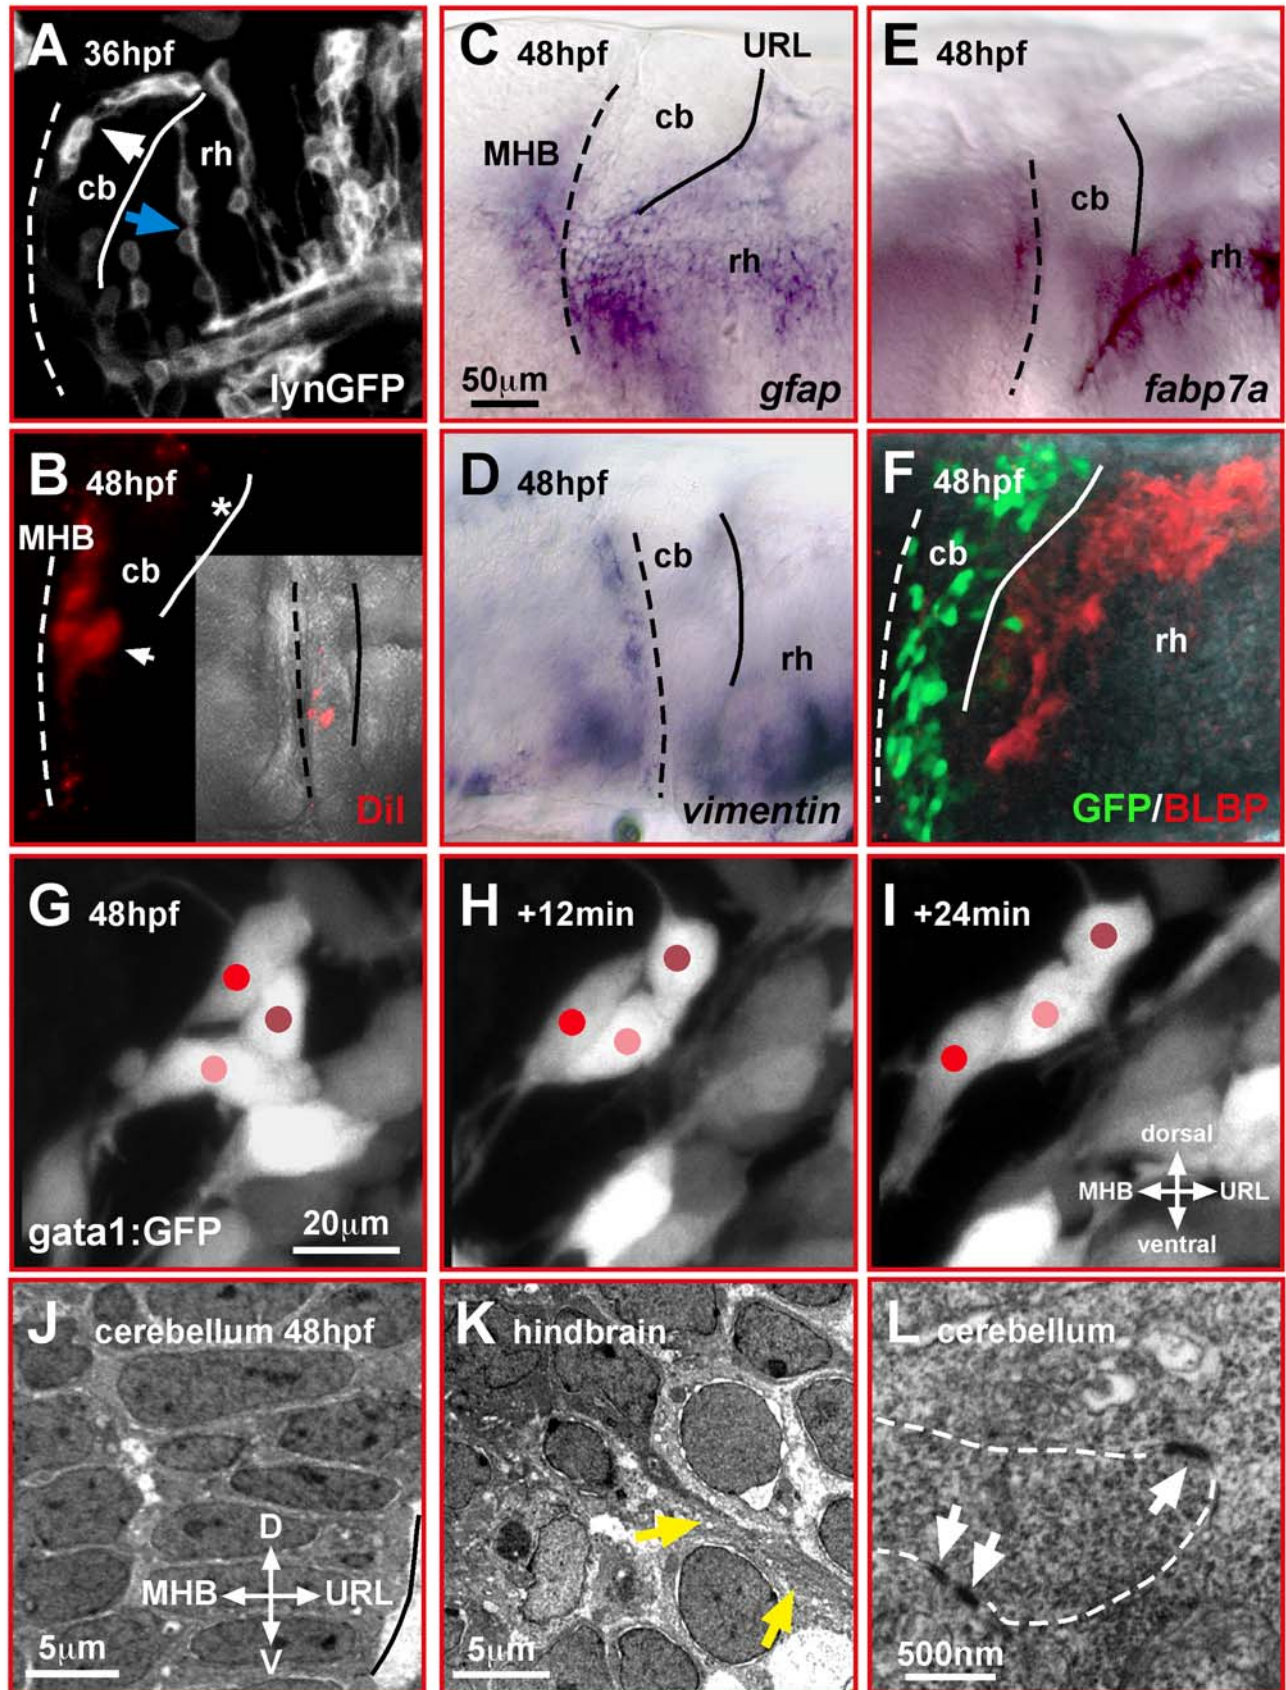 A 36hpf
rh
cb
lynGFP
C 48hpf
URL
cb
MHB
rh
50μm
gfap
E 48hpf
cb
rh
fabp7a
B 48hpf
*
MHB
cb
DiI
D 48hpf
cb
rh
vimentin
F 48hpf
cb
rh
GFP/BLBP
G 48hpf
gata1:GFP
20μm
H +12min
I +24min
dorsal
MHB URL
ventral
J cerebellum 48hpf
D
MHB URL
V
5μm
K hindbrain
5μm
L cerebellum
500nm